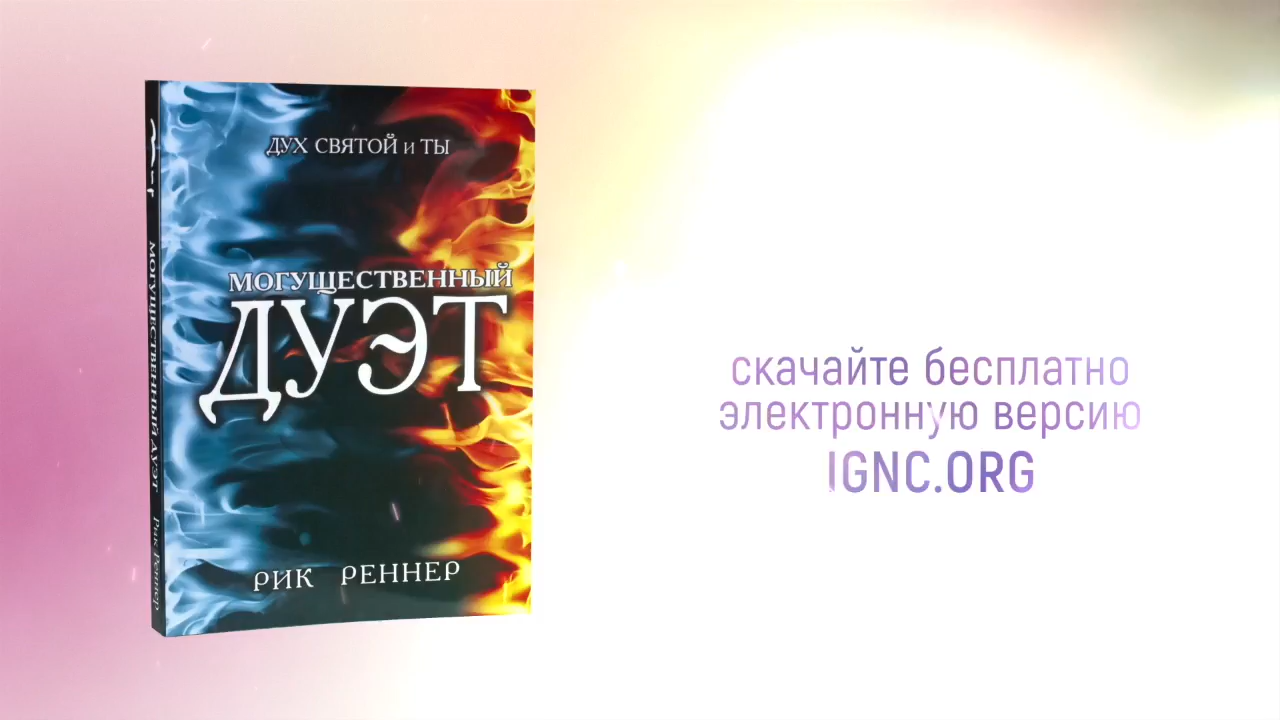 ДУХ СВЯТОЙ и ТЫ
МОГУЩЕСТВЕННЫЙ
ДУЭТ
РИК РЕННЕР
МОГУЩЕСТВЕННЫЙ ДУЭТ
Рик Реннер
скачайте бесплатно
электронную версию
IGNC.ORG